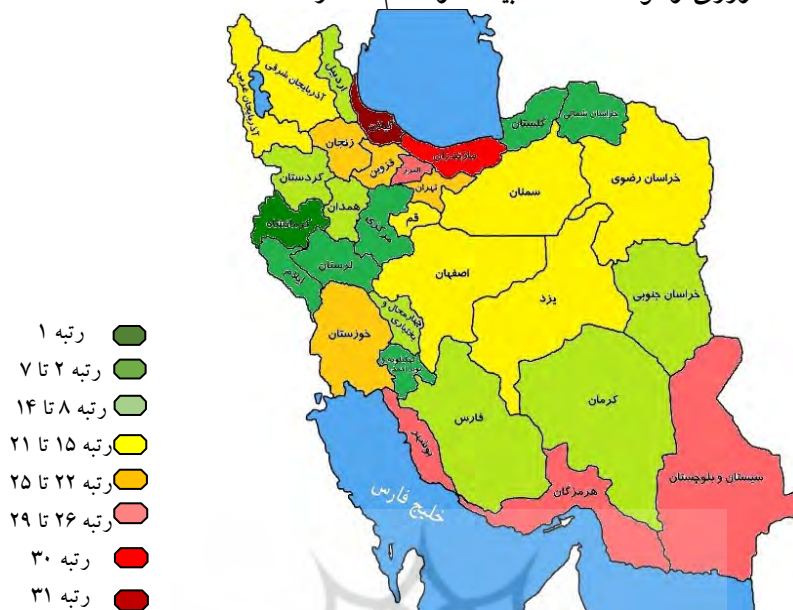 آذربایجان شرقی
آذربایجان غربی
اردبیل
گیلان
گلستان
خراسان شمالی
مازندران
زنجان
قزوین
البرز
تهران
سمنان
خراسان رضوی
کردستان
همدان
مرکزی
قم
کرمانشاه
لرستان
ایلام
اصفهان
یزد
خراسان جنوبی
خوزستان
چهارمحال و
بختیاری
فارس
کرمان
بوشهر
هرمزگان
سیستان و بلوچستان
خلیج فارس
رتبه ۱
رتبه ۲ تا ۷
رتبه ۸ تا ۱۴
رتبه ۱۵ تا ۲۱
رتبه ۲۲ تا ۲۵
رتبه ۲۶ تا ۲۹
رتبه ۳۰
رتبه ۳۱